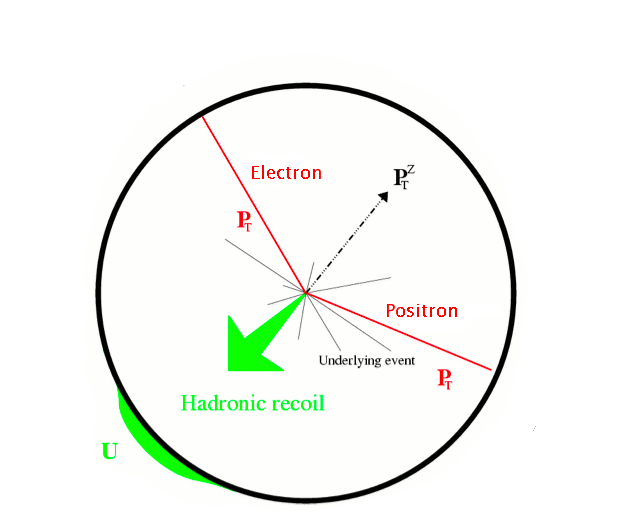 Electron
P_T^Z
P_T
Positron
Underlying event
P_T
Hadronic recoil
U